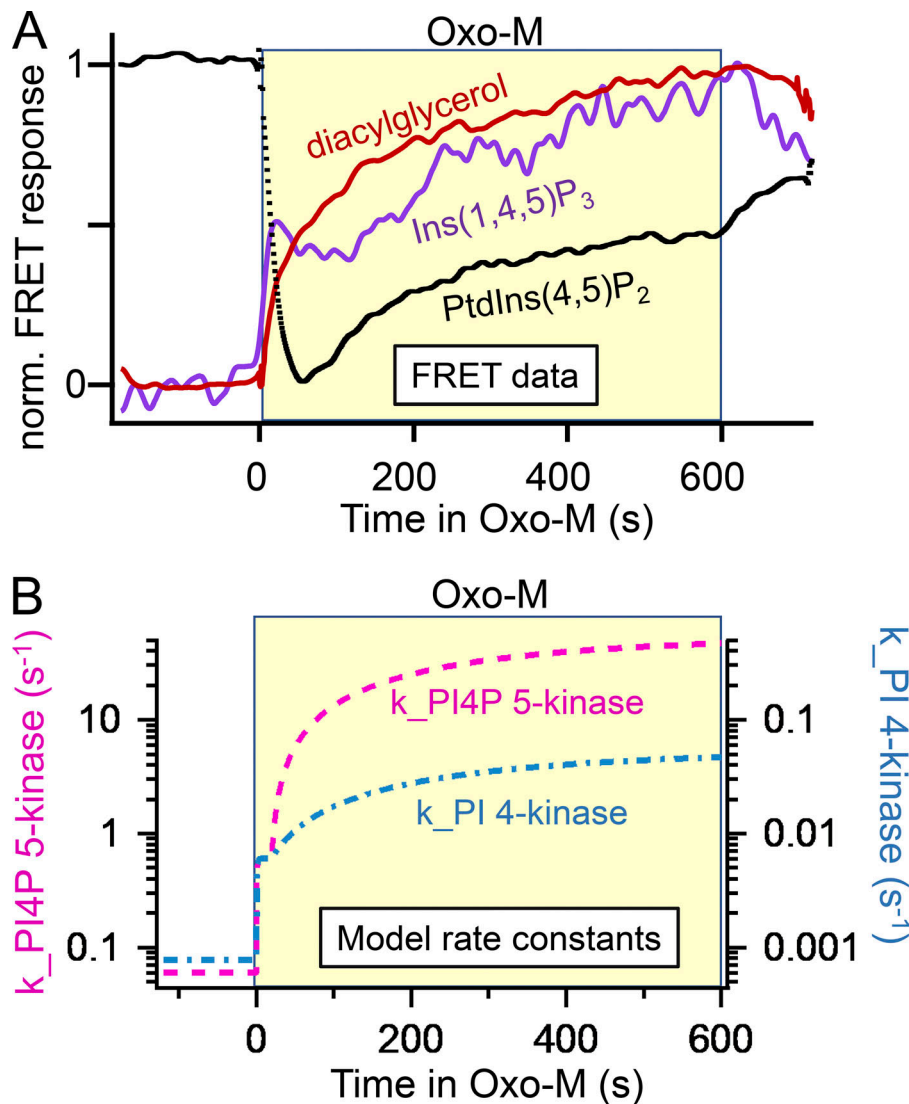 A
Oxo-M
norm. FRET response
1
0
diacylglycerol
Ins(1,4,5)P3
PtdIns(4,5)P2
FRET data
0 200 400 600
Time in Oxo-M (s)
B
Oxo-M
k_PI4P 5-kinase (s-1)
10
1
0.1
k_PI4P 5-kinase
k_PI 4-kinase
Model rate constants
0.1
0.01
0.001
k_PI 4-kinase (s-1)
0 200 400 600
Time in Oxo-M (s)